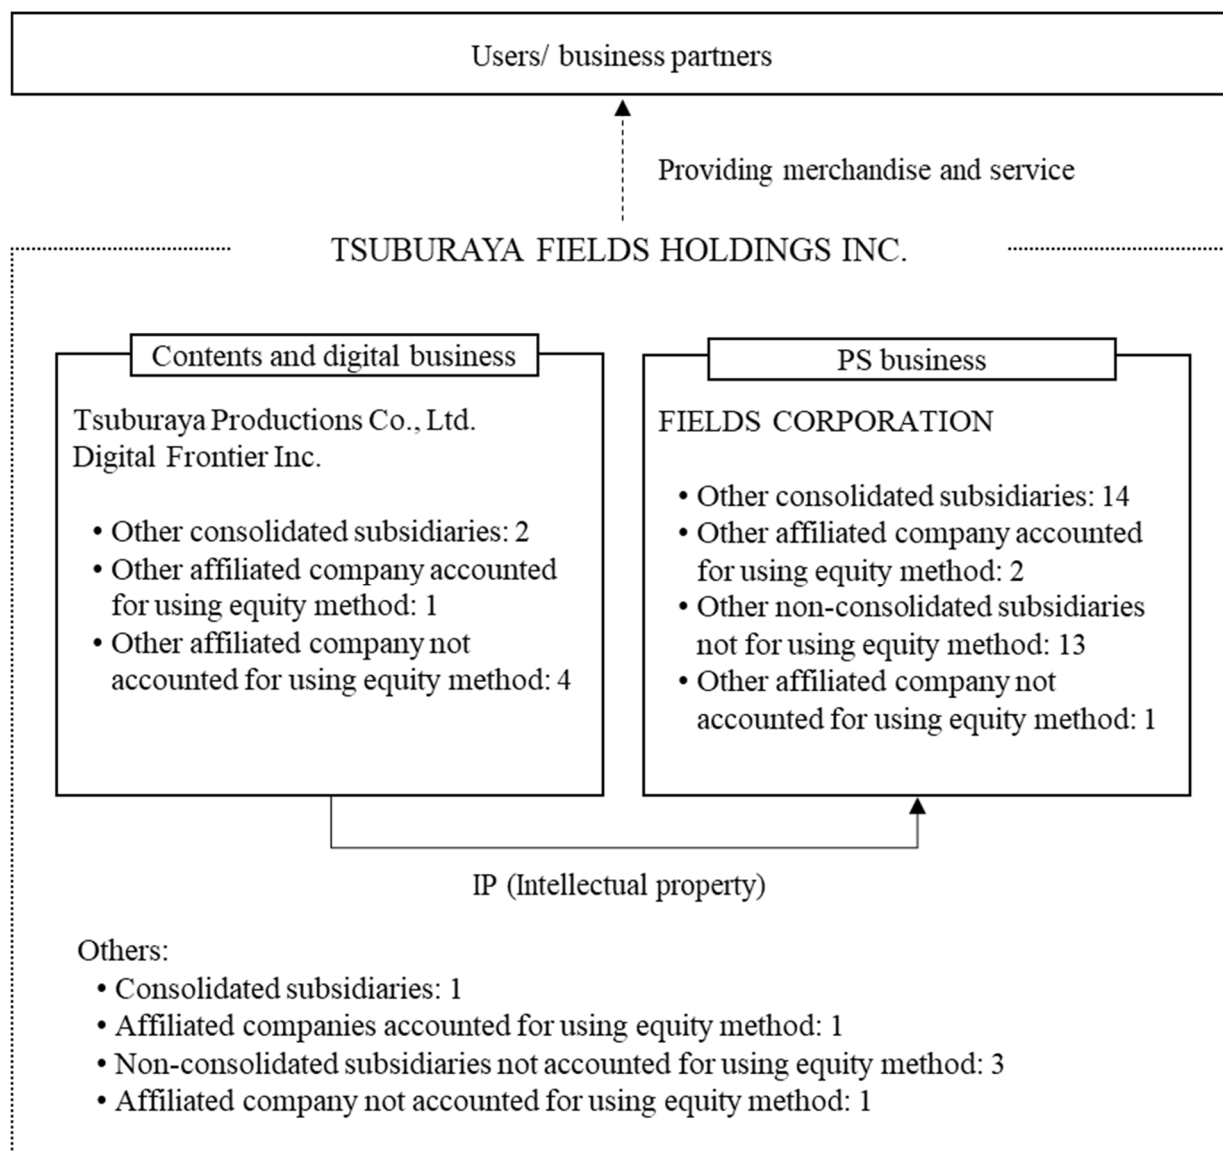 Users/ business partners
Providing merchandise and service
TSUBURAYA FIELDS HOLDINGS INC.
Contents and digital business
Tsuburaya Productions Co., Ltd.
Digital Frontier Inc.
• Other consolidated subsidiaries: 2
• Other affiliated company accounted
for using equity method: 1
• Other affiliated company not
accounted for using equity method: 4
PS business
FIELDS CORPORATION
• Other consolidated subsidiaries: 14
• Other affiliated company accounted
for using equity method: 2
• Other non-consolidated subsidiaries
not for using equity method: 13
• Other affiliated company not
accounted for using equity method: 1
IP (Intellectual property)
Others:
• Consolidated subsidiaries: 1
• Affiliated companies accounted for using equity method: 1
• Non-consolidated subsidiaries not accounted for using equity method: 3
• Affiliated company not accounted for using equity method: 1